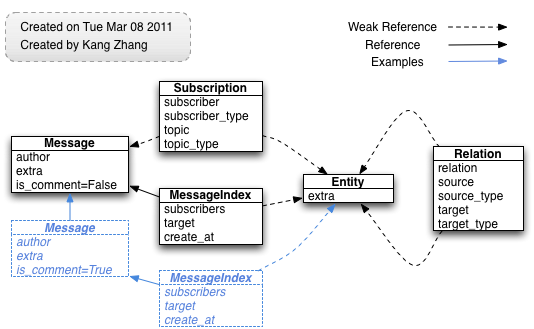 Created on Tue Mar 08 2011
Created by Kang Zhang
Weak Reference
Reference
Examples
Subscription
subscriber
subscriber_type
topic
topic_type
Message
author
extra
is_comment=False
MessageIndex
subscribers
target
create_at
Entity
extra
Relation
relation
source
source_type
target
target_type
Message
author
extra
is_comment=True
MessageIndex
subscribers
target
create_at